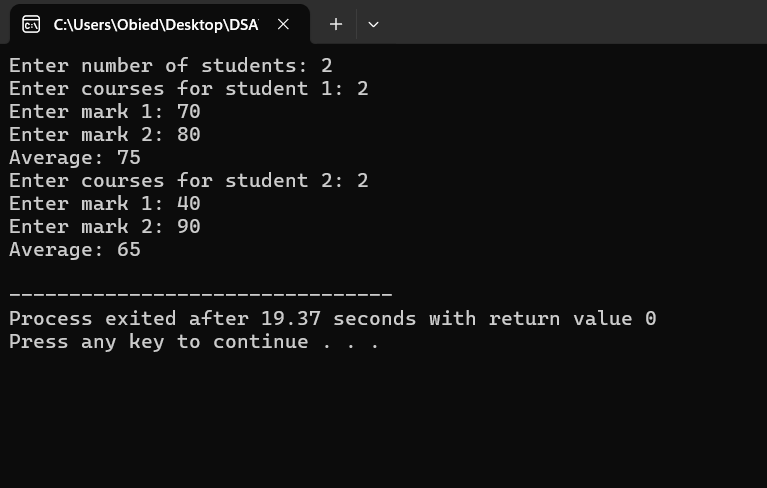 C:\Users\Obied\Desktop\DSA
Enter number of students: 2
Enter courses for student 1: 2
Enter mark 1: 70
Enter mark 2: 80
Average: 75
Enter courses for student 2: 2
Enter mark 1: 40
Enter mark 2: 90
Average: 65
--------------------------------
Process exited after 19.37 seconds with return value 0
Press any key to continue . . .